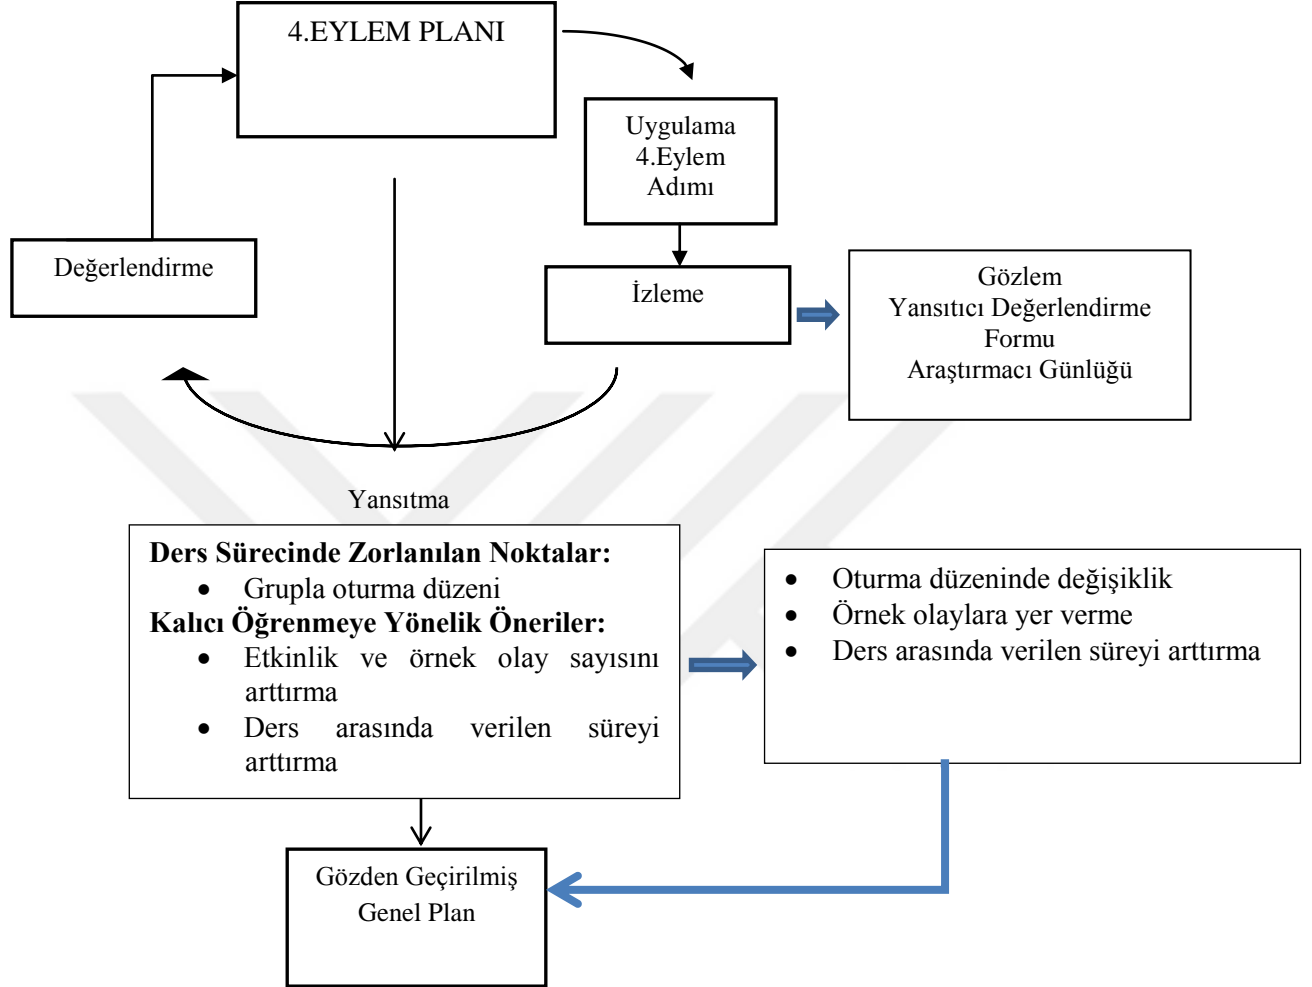 4.EYLEM PLANI
Uygulama
4.Eylem
Adımı
Değerlendirme
İzleme
Gözlem
Yansıtıcı Değerlendirme
Formu
Araştırmacı Günlüğü
Yansıtma
Ders Sürecinde Zorlanılan Noktalar:
• Grupla oturma düzeni
Kalıcı Öğrenmeye Yönelik Öneriler:
• Etkinlik ve örnek olay sayısını
arttırma
• Ders arasında verilen süreyi
arttırma
• Oturma düzeninde değişiklik
• Örnek olaylara yer verme
• Ders arasında verilen süreyi arttırma
Gözden Geçirilmiş
Genel Plan